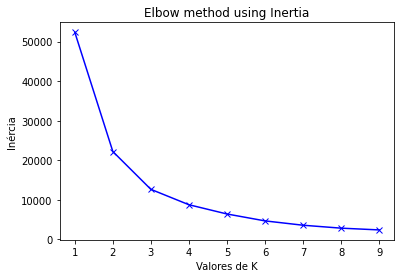 Elbow method using Inertia
50000
40000
30000
20000
10000
0
Inércia
1 2 3 4 5 6 7 8 9
Valores de K